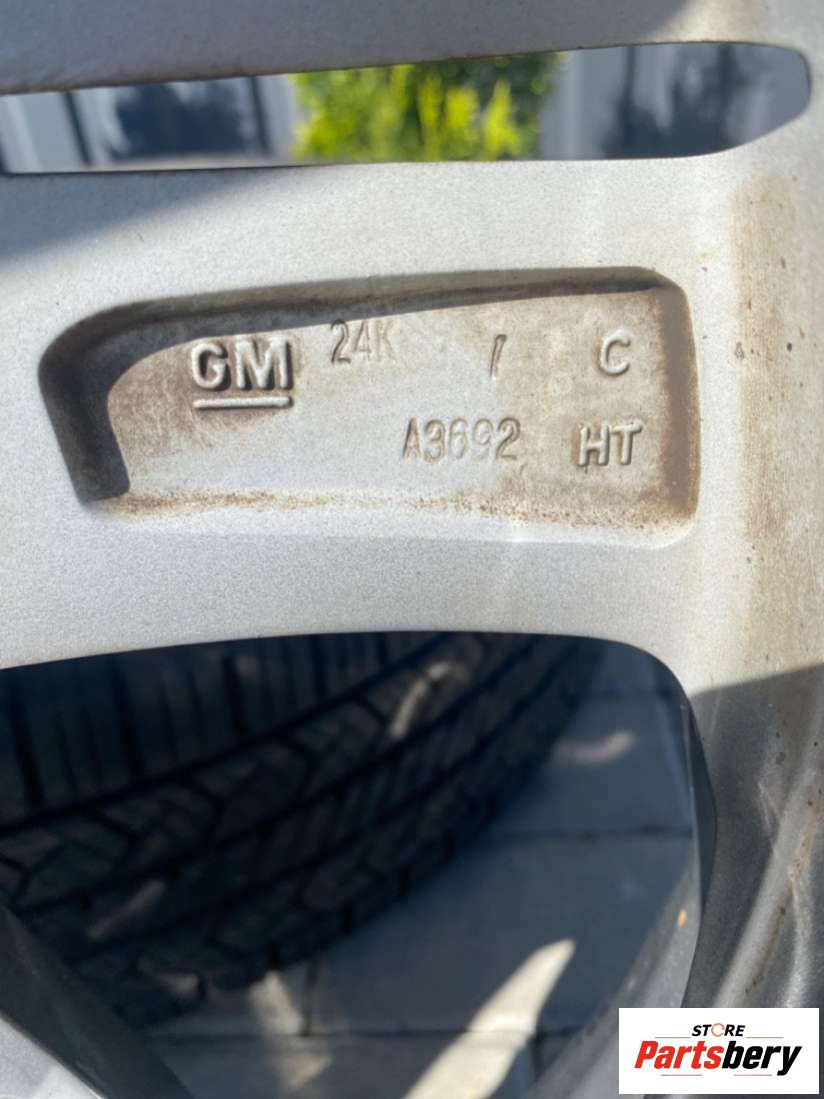 GM 24K / C
A3692 HT
STORE
Partsbery